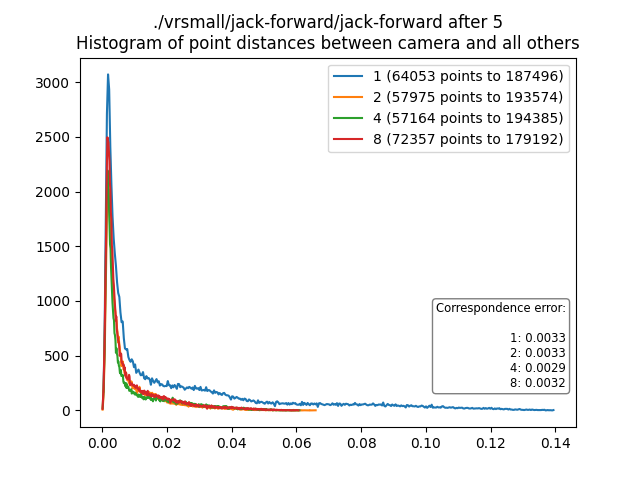 ./vrsmall/jack-forward/jack-forward after 5
Histogram of point distances between camera and all others
3000
2500
2000
1500
1000
500
0
1 (64053 points to 187496)
2 (57975 points to 193574)
4 (57164 points to 194385)
8 (72357 points to 179192)
Correspondence error:
1: 0.0033
2: 0.0033
4: 0.0029
8: 0.0032
0.00 0.02 0.04 0.06 0.08 0.10 0.12 0.14